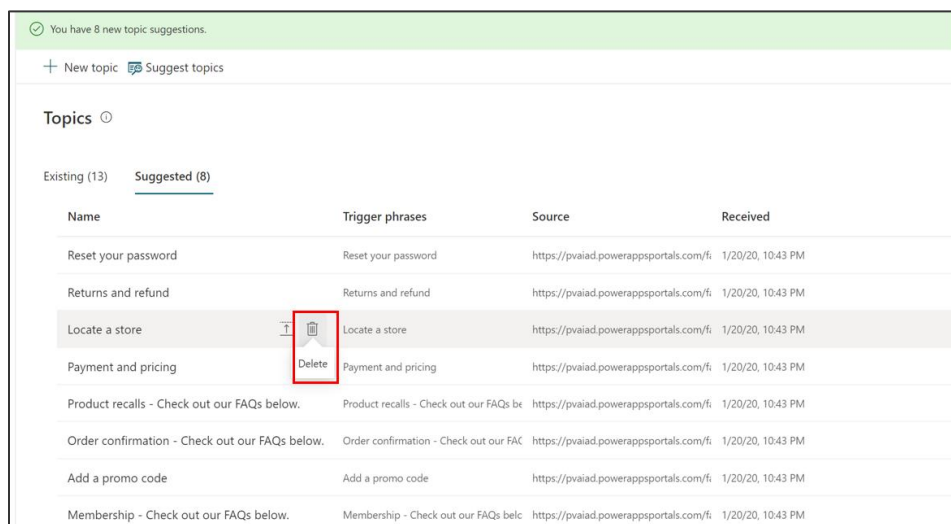 You have 8 new topic suggestions.
New topic Suggest topics
Topics
Existing (13) Suggested (8)
Name Trigger phrases Source Received
Reset your password Reset your password https://pvaiad.powerappsportals.com/fa 1/20/20, 10:43 PM
Returns and refund Returns and refund https://pvaiad.powerappsportals.com/fa 1/20/20, 10:43 PM
Locate a store Locate a store https://pvaiad.powerappsportals.com/fa 1/20/20, 10:43 PM
Payment and pricing Delete Payment and pricing https://pvaiad.powerappsportals.com/fa 1/20/20, 10:43 PM
Product recalls - Check out our FAQs below. Product recalls - Check out our FAQs be https://pvaiad.powerappsportals.com/fa 1/20/20, 10:43 PM
Order confirmation - Check out our FAQs below. Order confirmation - Check out our FAC https://pvaiad.powerappsportals.com/fa 1/20/20, 10:43 PM
Add a promo code Add a promo code https://pvaiad.powerappsportals.com/fa 1/20/20, 10:43 PM
Membership - Check out our FAQs below. Membership - Check out our FAQs belc https://pvaiad.powerappsportals.com/fa 1/20/20, 10:43 PM